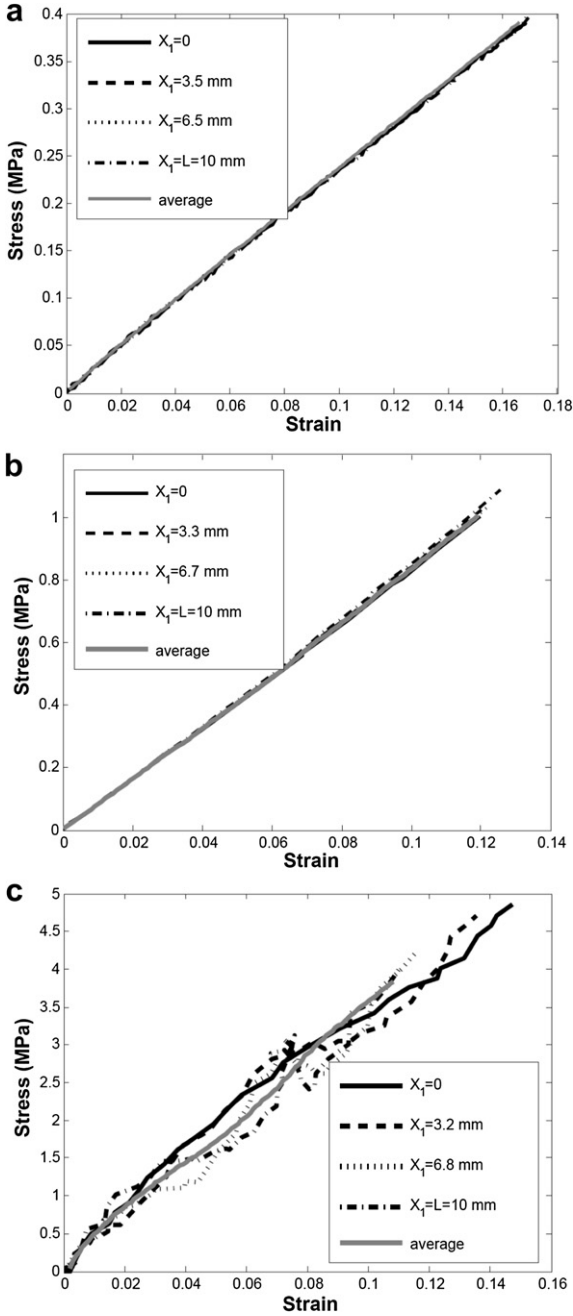 a
0.4
0.35
0.3
0.25
0.2
0.15
0.1
0.05
0
Stress (MPa)
X1=0
X1=3.5 mm
X1=6.5 mm
X1=L=10 mm
average
0 0.02 0.04 0.06 0.08 0.1 0.12 0.14 0.16 0.18
Strain
b
1
0.8
0.6
0.4
0.2
0
Stress (MPa)
X1=0
X1=3.3 mm
X1=6.7 mm
X1=L=10 mm
average
0 0.02 0.04 0.06 0.08 0.1 0.12 0.14
Strain
c
5
4.5
4
3.5
3
2.5
2
1.5
1
0.5
0
Stress (MPa)
X1=0
X1=3.2 mm
X1=6.8 mm
X1=L=10 mm
average
0 0.02 0.04 0.06 0.08 0.1 0.12 0.14 0.16
Strain